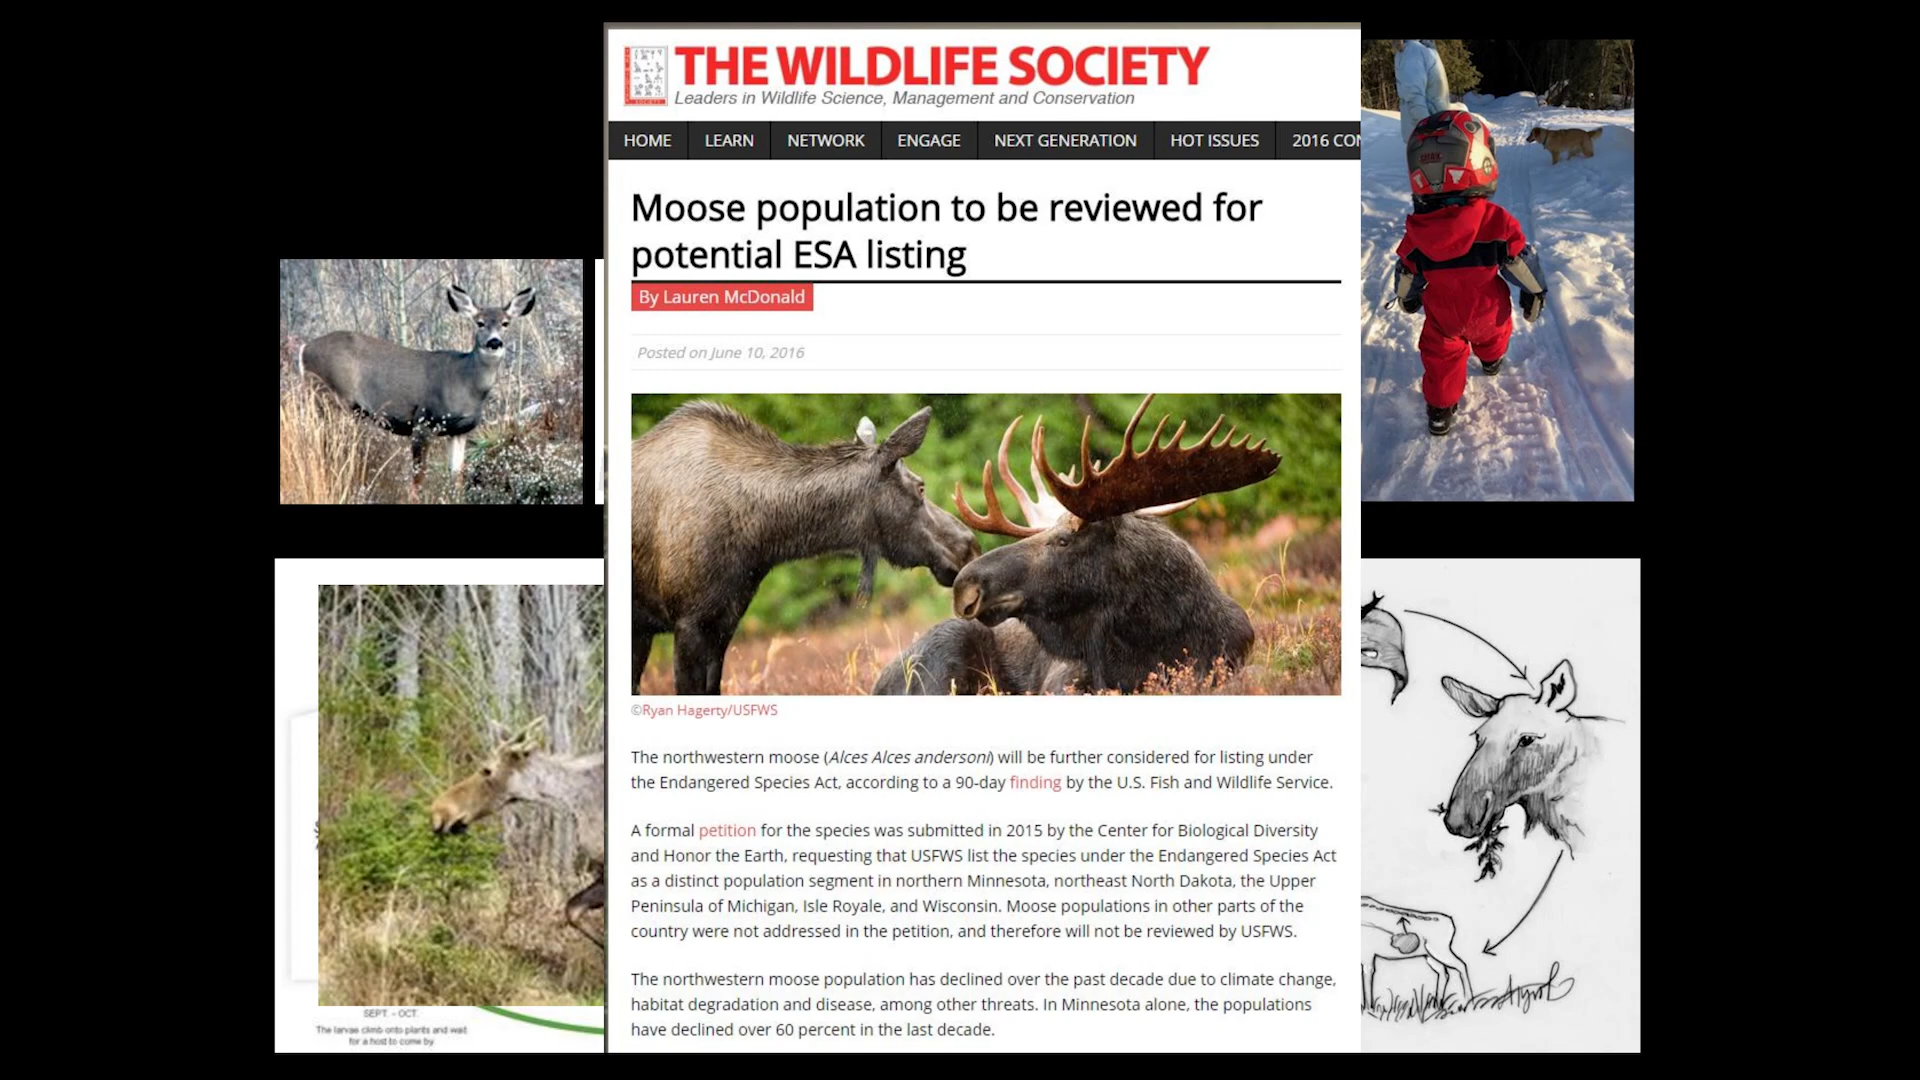 THE WILDLIFE SOCIETY
Leaders in Wildlife Science, Management and Conservation
HOME LEARN NETWORK ENGAGE NEXT GENERATION HOT ISSUES 2016 CON
Moose population to be reviewed for
potential ESA listing
By Lauren McDonald
Posted on June 10, 2016
©Ryan Hagerty/USFWS
The northwestern moose (Alces Alces andersoni) will be further considered for listing under
the Endangered Species Act, according to a 90-day finding by the U.S. Fish and Wildlife Service.
A formal petition for the species was submitted in 2015 by the Center for Biological Diversity
and Honor the Earth, requesting that USFWS list the species under the Endangered Species Act
as a distinct population segment in northern Minnesota, northeast North Dakota, the Upper
Peninsula of Michigan, Isle Royale, and Wisconsin. Moose populations in other parts of the
country were not addressed in the petition, and therefore will not be reviewed by USFWS.
The northwestern moose population has declined over the past decade due to climate change,
habitat degradation and disease, among other threats. In Minnesota alone, the populations
have declined over 60 percent in the last decade.
SEPT. - OCT.
The larvae climb onto plants and wait
for a host to come by